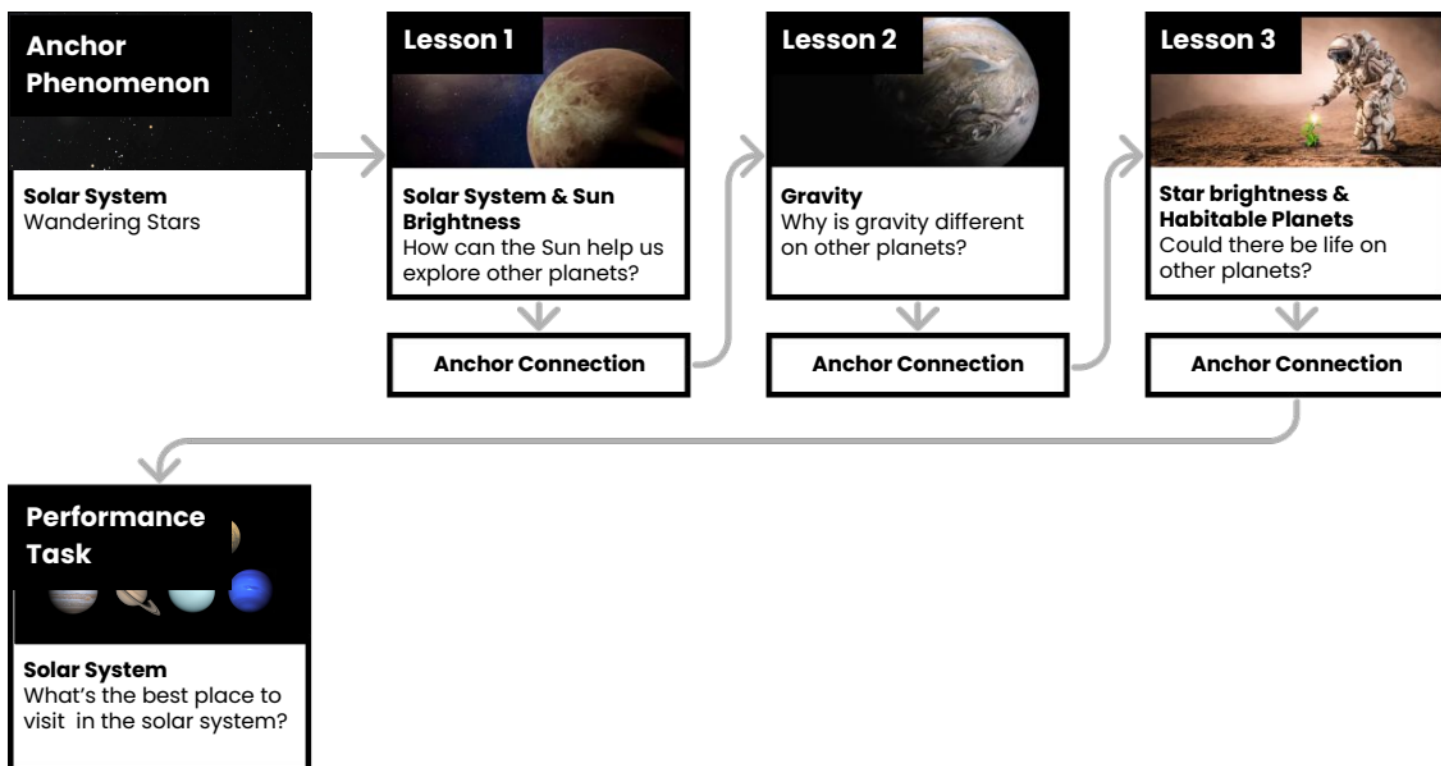 Anchor
Phenomenon
Solar System
Wandering Stars
Lesson 1
Solar System & Sun
Brightness
How can the Sun help us
explore other planets?
Anchor Connection
Lesson 2
Gravity
Why is gravity different
on other planets?
Anchor Connection
Lesson 3
Star brightness &
Habitable Planets
Could there be life on
other planets?
Anchor Connection
Performance
Task
Solar System
What's the best place to
visit in the solar system?